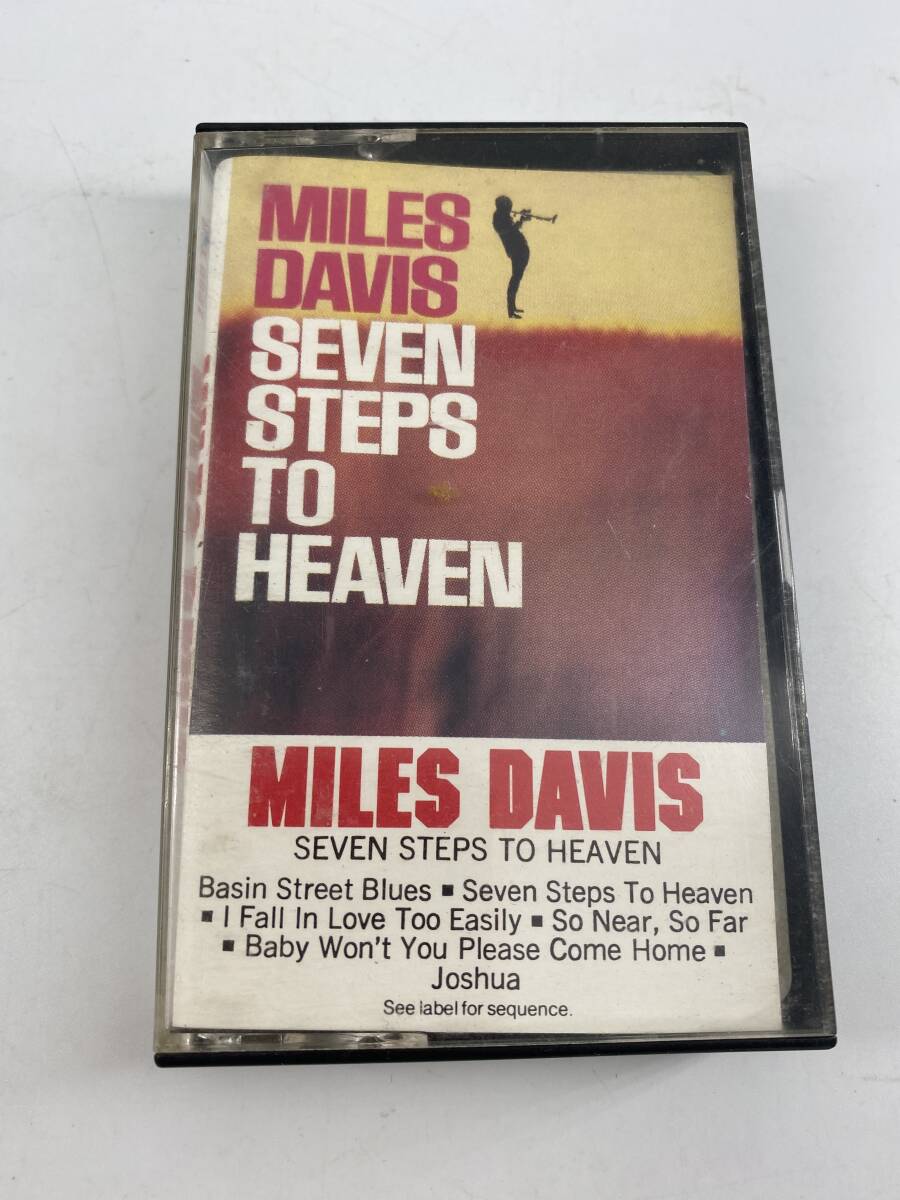 MILES
DAVIS
SEVEN
STEPS
TO
HEAVEN
MILES DAVIS
SEVEN STEPS TO HEAVEN
Basin Street Blues ▪ Seven Steps To Heaven
▪ I Fall In Love Too Easily ▪ So Near, So Far
▪ Baby Won't You Please Come Home ▪
Joshua
See label for sequence.